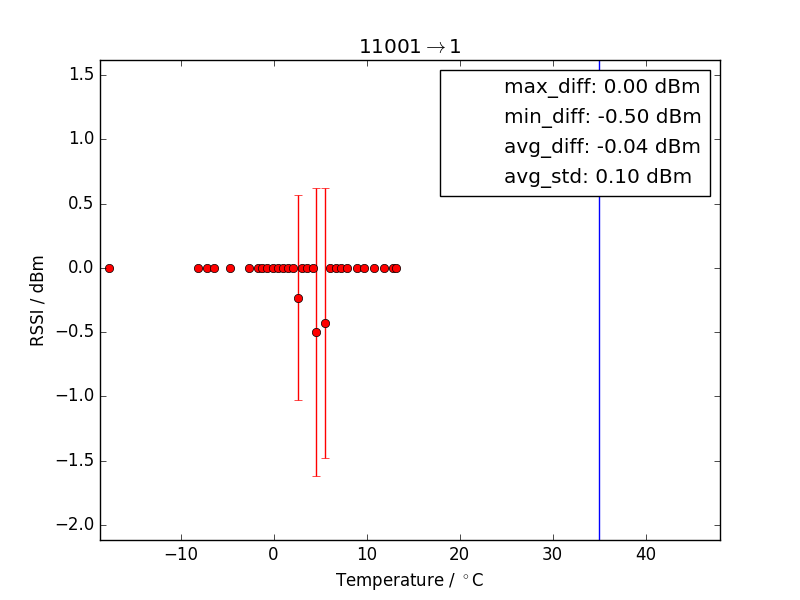 11001→1
max_diff: 0.00 dBm
min_diff: -0.50 dBm
avg_diff: -0.04 dBm
avg_std: 0.10 dBm
1.5
1.0
0.5
0.0
−0.5
−1.0
−1.5
−2.0
RSSI / dBm
−10 0 10 20 30 40
Temperature / °C